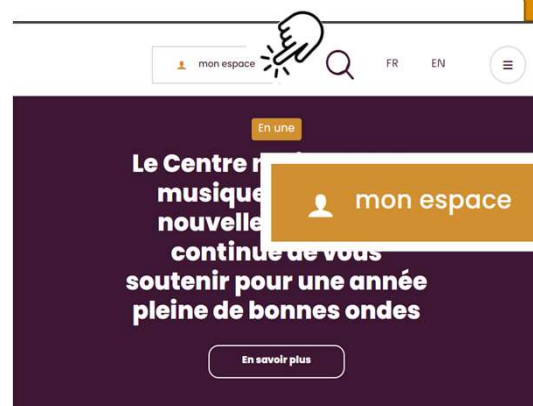 mon espace
FR EN
En une
Le Centre
musique
mon espace
nouvelle
continue de vous
soutenir pour une année
pleine de bonnes ondes
En savoir plus